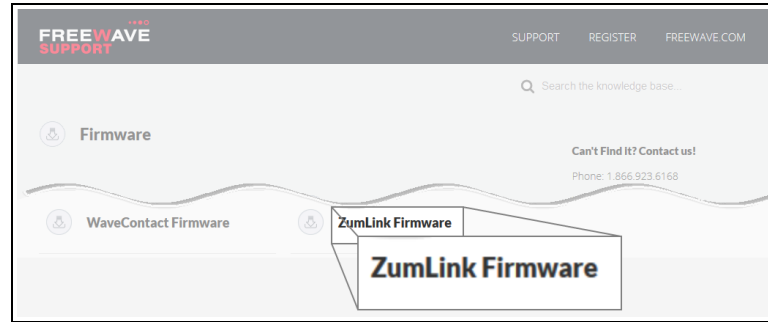 FREEWAVE
SUPPORT
SUPPORT REGISTER FREEWAVE.COM
Search the knowledge base...
Firmware
Can't Find It? Contact us!
Phone: 1.866.923.6168
WaveContact Firmware
ZumLink Firmware
ZumLink Firmware